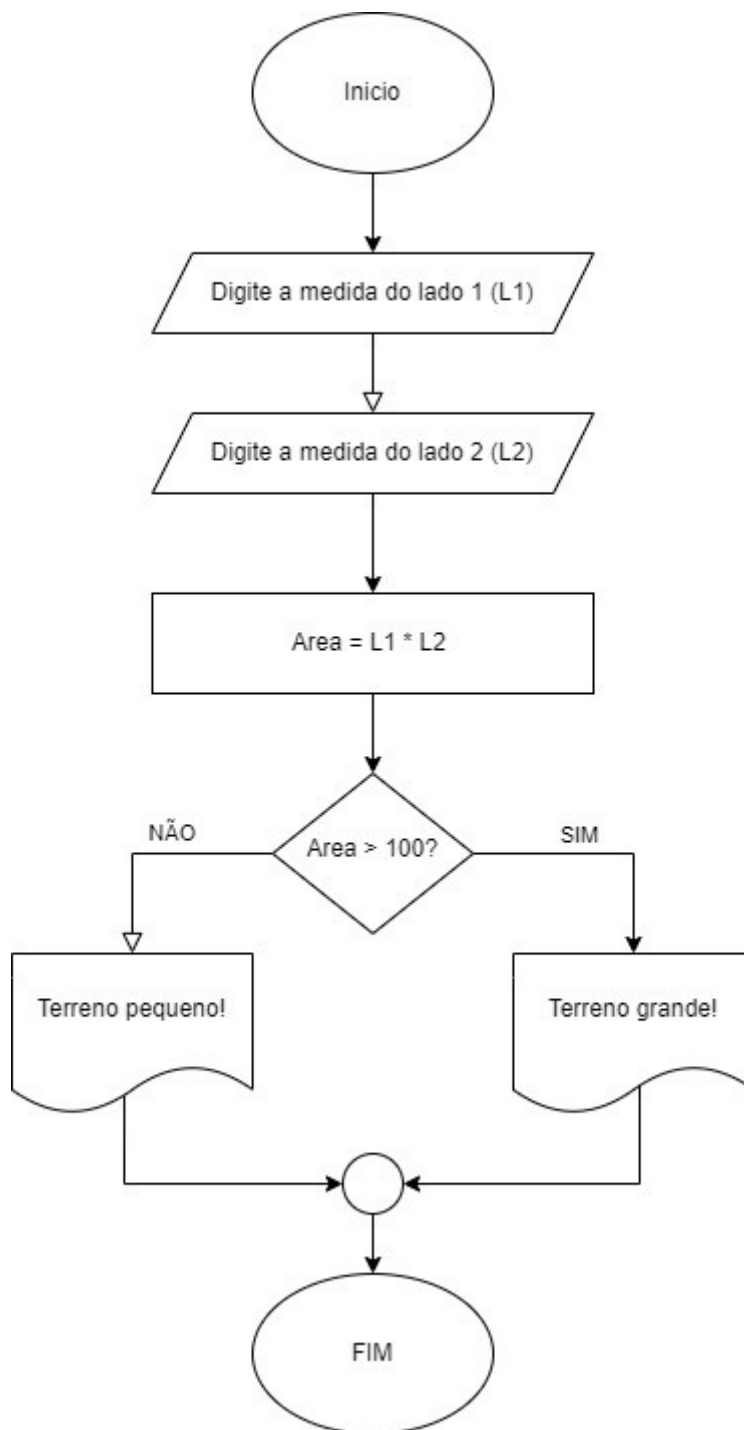 Inicio
Digite a medida do lado 1 (L1)
Digite a medida do lado 2 (L2)
Area = L1 * L2
NÃO
Area > 100?
SIM
Terreno pequeno!
Terreno grande!
FIM